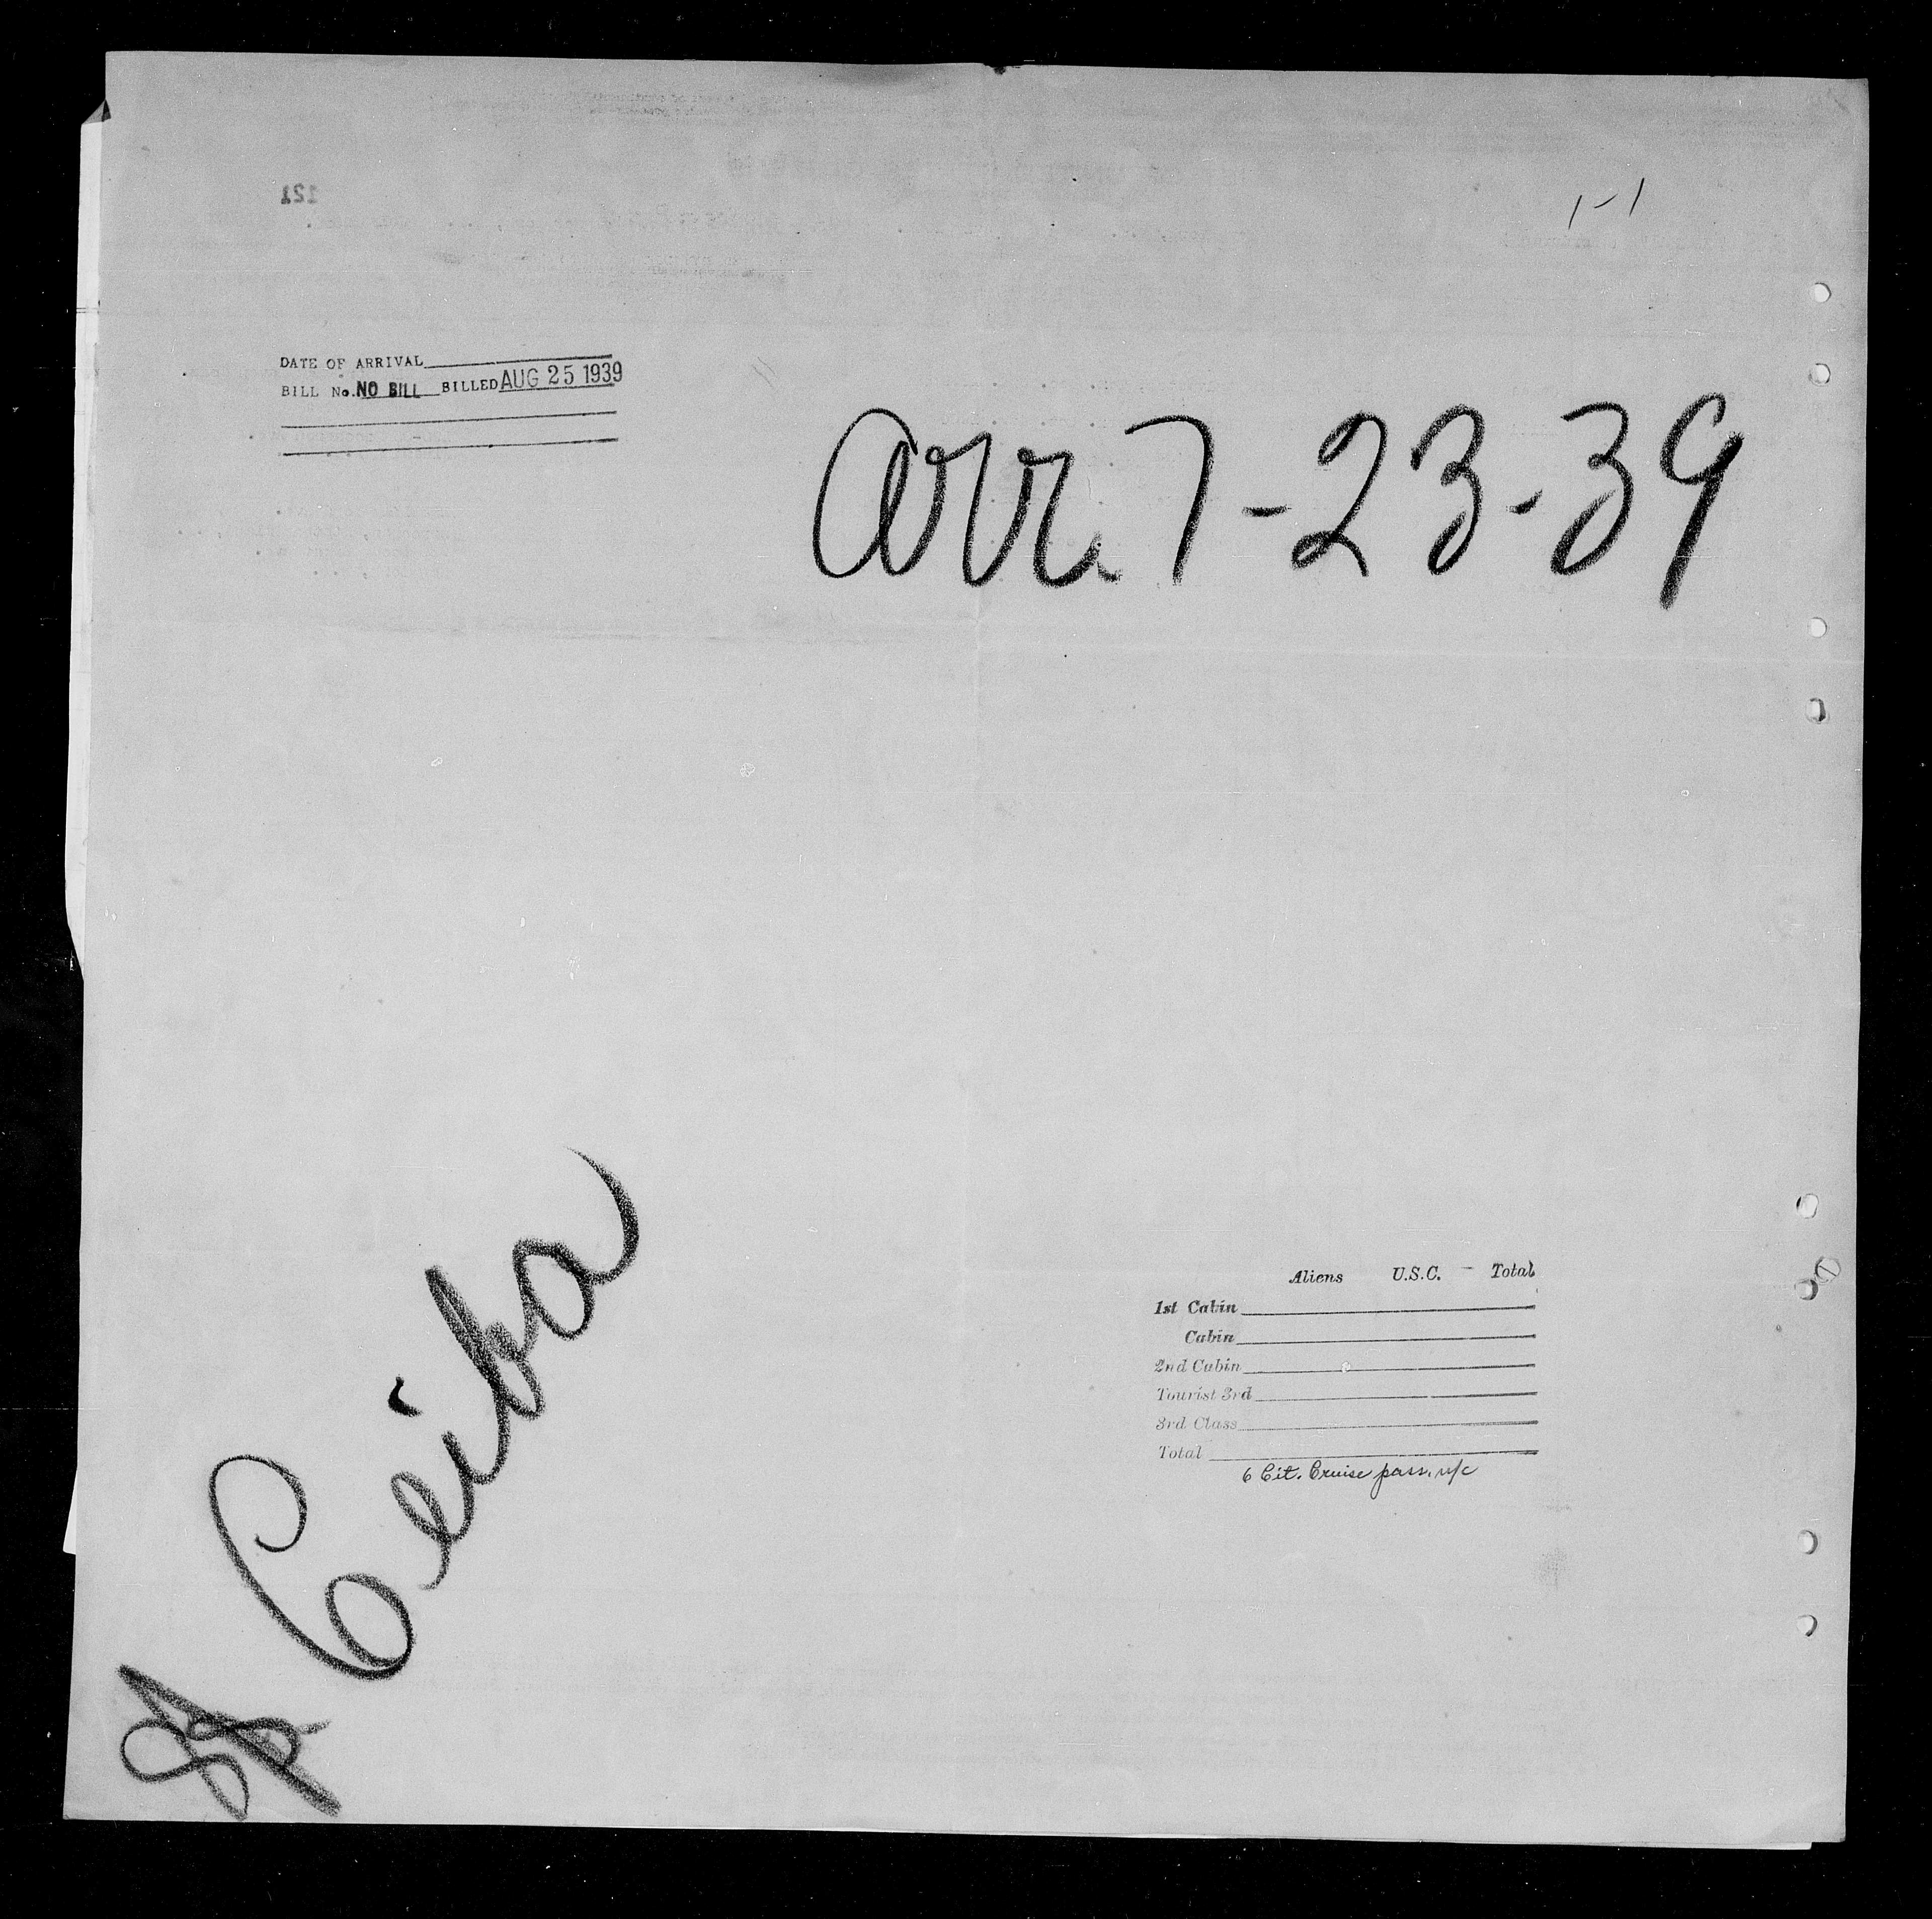 121
1-1
DATE OF ARRIVAL
BILL No. NO BILL BILLED AUG 25 1939
arr. 7-23-39
Ceiba
Aliens U.S.C. - Total
1st Cabin
Cabin
2nd Cabin
Tourist 3rd
3rd Class
Total
6 Cit. Cruise pass. n/c